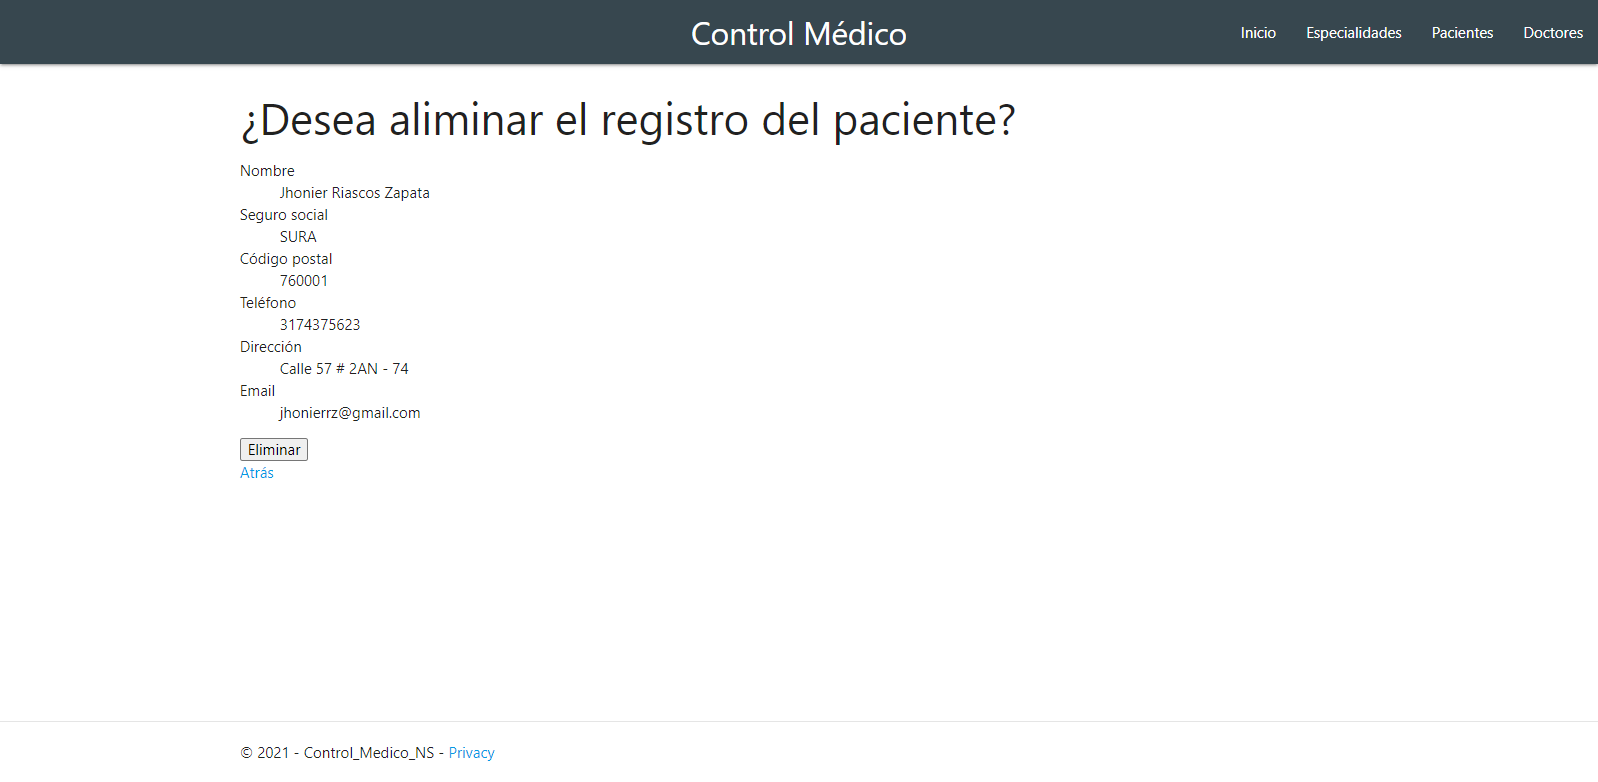 Control Médico
Inicio Especialidades Pacientes Doctores
¿Desea aliminar el registro del paciente?
Nombre
Jhonier Riascos Zapata
Seguro social
SURA
Código postal
760001
Teléfono
3174375623
Dirección
Calle 57 # 2AN - 74
Email
jhonierrz@gmail.com
Eliminar
Atrás
© 2021 - Control_Medico_NS - Privacy